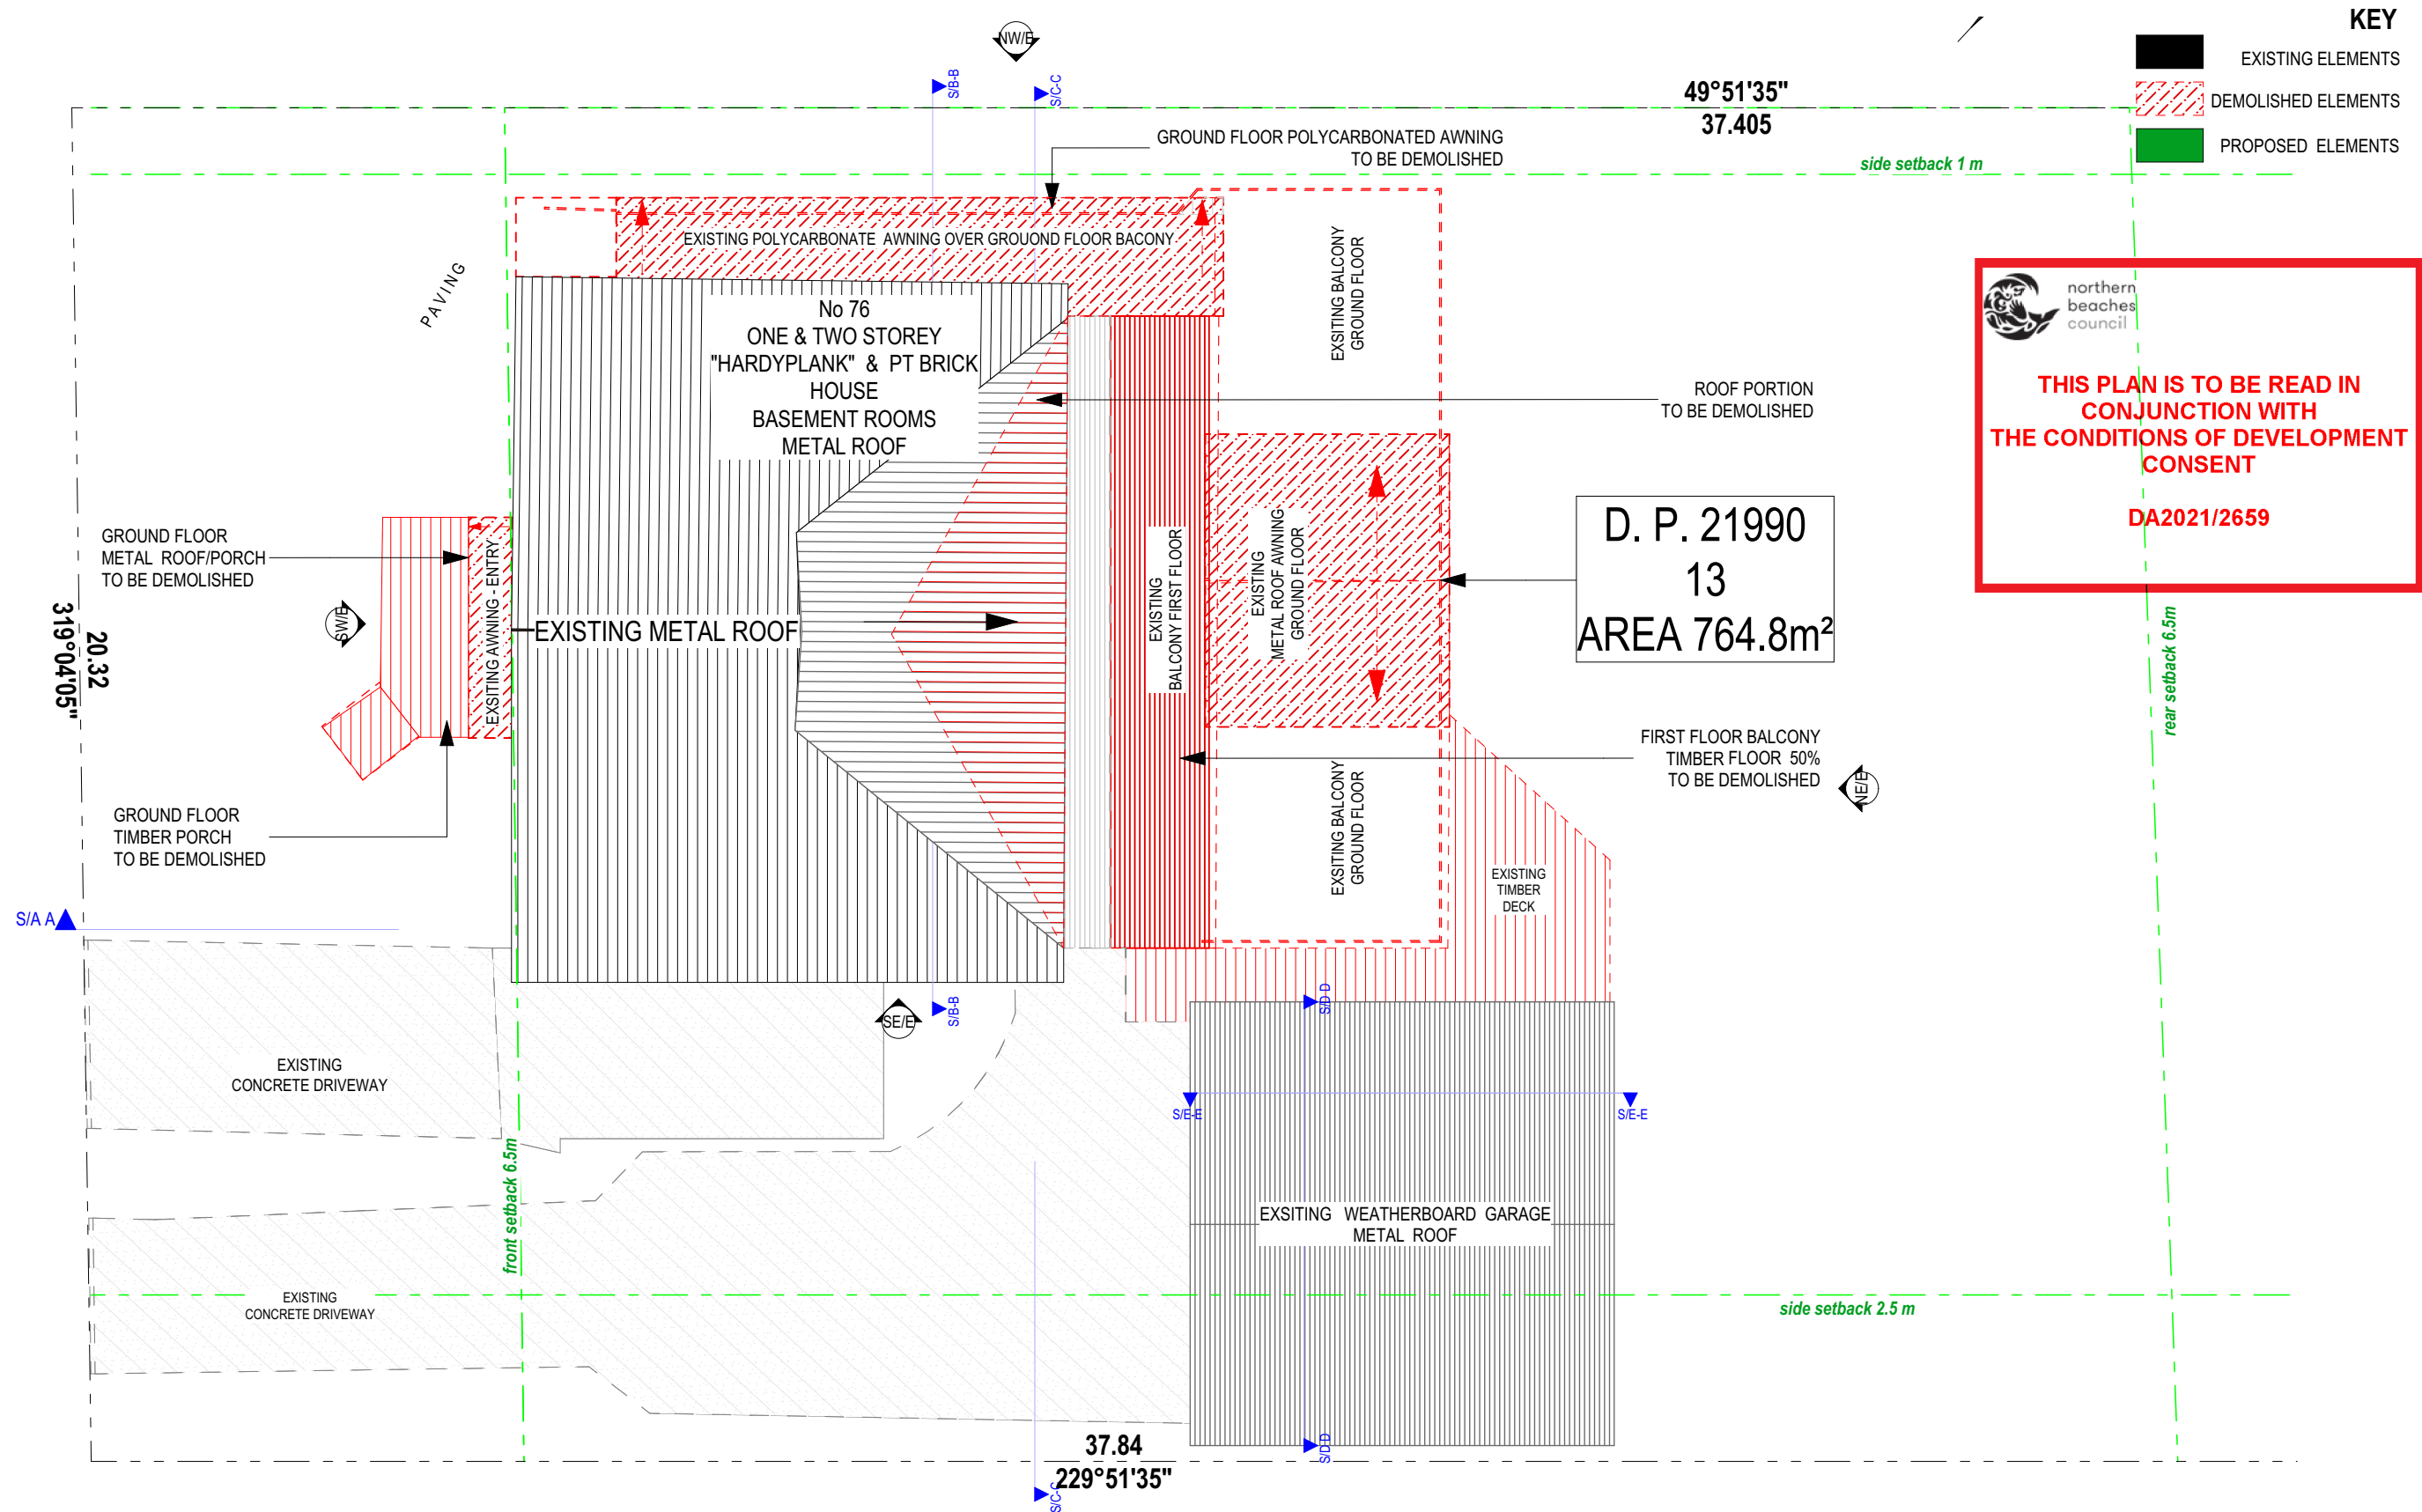 KEY
EXISTING ELEMENTS
DEMOLISHED ELEMENTS
PROPOSED ELEMENTS
NW/E
S/B-B
S/C-C
49°51'35"
37.405
GROUND FLOOR POLYCARBONATED AWNING
TO BE DEMOLISHED
side setback 1 m
EXISTING POLYCARBONATE AWNING OVER GROUOND FLOOR BACONY
PAVING
EXSITING BALCONY
GROUND FLOOR
northern
beaches
council
THIS PLAN IS TO BE READ IN
CONJUNCTION WITH
THE CONDITIONS OF DEVELOPMENT
CONSENT
DA2021/2659
No 76
ONE & TWO STOREY
"HARDYPLANK" & PT BRICK
HOUSE
BASEMENT ROOMS
METAL ROOF
ROOF PORTION
TO BE DEMOLISHED
GROUND FLOOR
METAL ROOF/PORCH
TO BE DEMOLISHED
EXSITING AWNING - ENTRY
SW/E
20.32
319°04'05"
EXISTING METAL ROOF
EXISTING
BALCONY FIRST FLOOR
EXISTING
METAL ROOF AWNING
GROUND FLOOR
D. P. 21990
13
AREA 764.8m²
rear setback 6.5m
FIRST FLOOR BALCONY
TIMBER FLOOR 50%
TO BE DEMOLISHED
NE/E
GROUND FLOOR
TIMBER PORCH
TO BE DEMOLISHED
EXSITING BALCONY
GROUND FLOOR
EXISTING
TIMBER
DECK
S/A A
S/B-B
SE/E
S/D-D
EXISTING
CONCRETE DRIVEWAY
S/E-E
S/E-E
front setback 6.5m
EXSITING WEATHERBOARD GARAGE
METAL ROOF
EXISTING
CONCRETE DRIVEWAY
side setback 2.5 m
37.84
229°51'35"
S/D-D
S/C-C